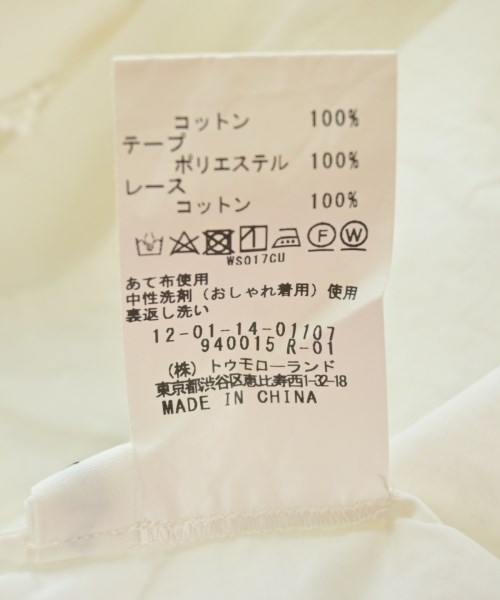 コットン 100%
テープ
ポリエステル 100%
レース
コットン 100%
F W
WS017CU
あて布使用
中性洗剤（おしゃれ着用）使用
裏返し洗い
12-01-14-01107
940015 R-01
（株）トゥモローランド
東京都渋谷区恵比寿西1-32-18
MADE IN CHINA